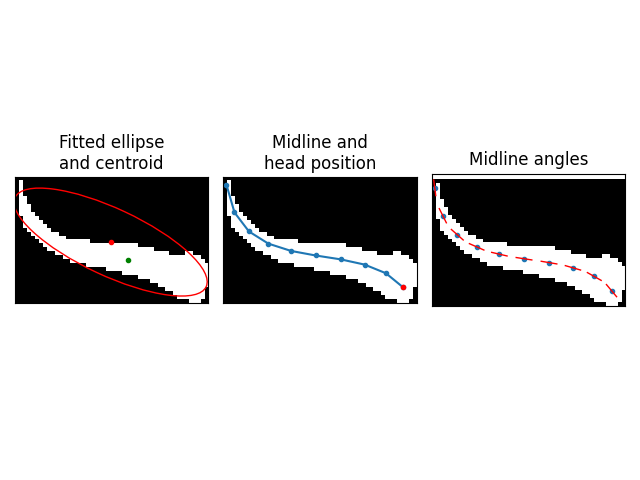 Fitted ellipse
and centroid
Midline and
head position
Midline angles